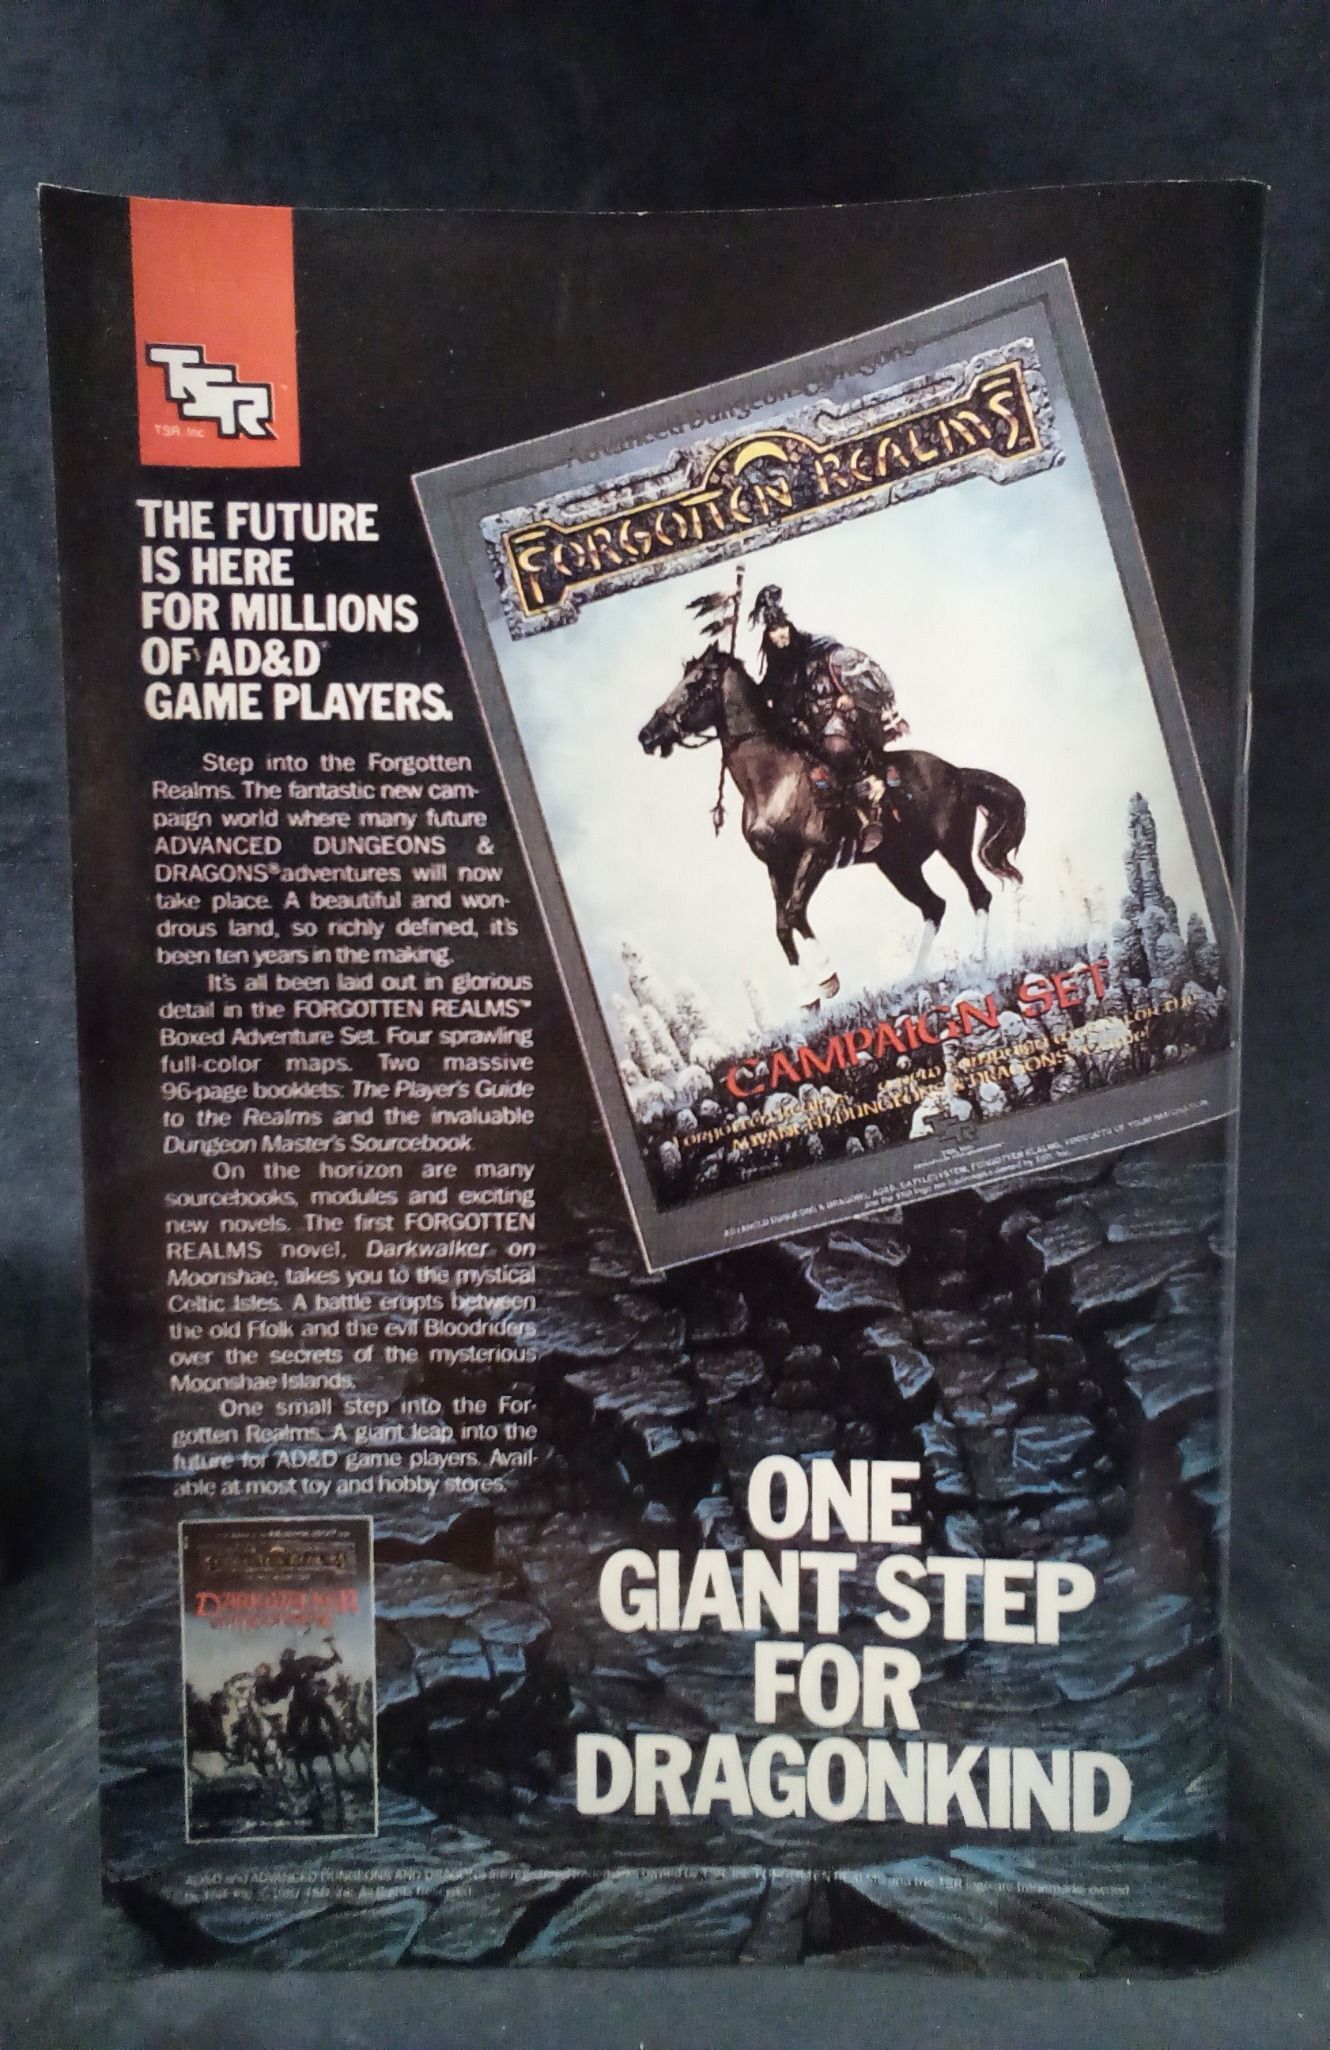 TSR
TSR, Inc
THE FUTURE
IS HERE
FOR MILLIONS
OF AD&D
GAME PLAYERS.
Step into the Forgotten
Realms. The fantastic new cam-
paign world where many future
ADVANCED DUNGEONS &
DRAGONS® adventures will now
take place. A beautiful and won-
drous land, so richly defined, it's
been ten years in the making.
It's all been laid out in glorious
detail in the FORGOTTEN REALMS™
Boxed Adventure Set. Four sprawling
full-color maps. Two massive
96-page booklets: The Player's Guide
to the Realms and the invaluable
Dungeon Master's Sourcebook.
On the horizon are many
sourcebooks, modules and exciting
new novels. The first FORGOTTEN
REALMS novel, Darkwalker on
Moonshae, takes you to the mystical
Celtic Isles. A battle erupts between
the old Ffolk and the evil Bloodriders
over the secrets of the mysterious
Moonshae Islands.
One small step into the For-
gotten Realms. A giant leap into the
future for AD&D game players. Avail-
able at most toy and hobby stores.
Advanced Dungeons & Dragons
FORGOTTEN REALMS
CAMPAIGN SET
ADVANCED DUNGEONS & DRAGONS
DARKWALKER
ONE
GIANT STEP
FOR
DRAGONKIND